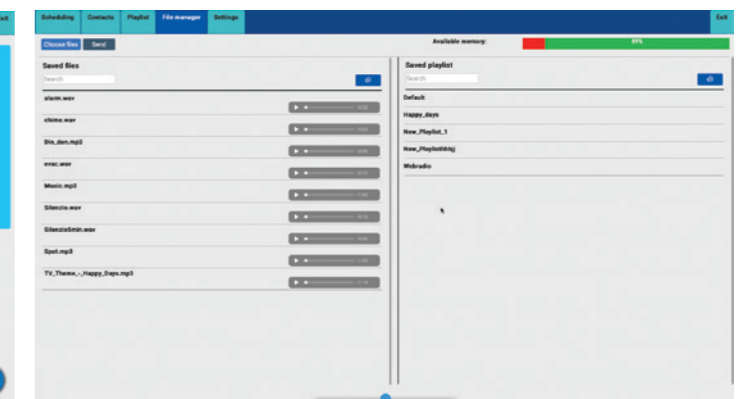 Exit
Scheduling Contacts Playlist File manager Settings Exit
Choose files Send Available memory: 89%
Saved files
Search
alarm.wav
chime.wav
Din_don.mp3
evac.wav
Music.mp3
Silenzio.wav
Silenzio5min.wav
Spot.mp3
TV_Theme_-_Happy_Days.mp3
Saved playlist
Search
Default
Happy_days
New_Playlist_1
Webradio